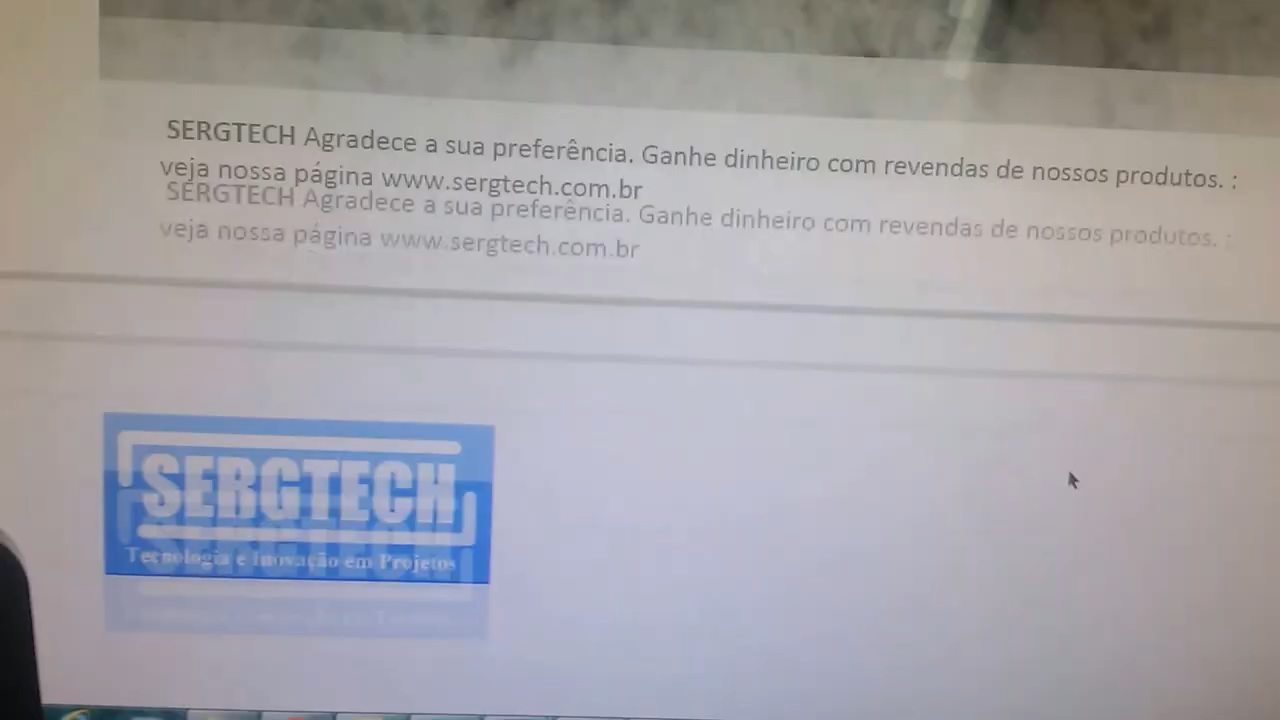 SERGTECH Agradece a sua preferência. Ganhe dinheiro com revendas de nossos produtos. :
veja nossa página www.sergtech.com.br
SERGTECH Agradece a sua preferência. Ganhe dinheiro com revendas de nossos produtos. :
veja nossa página www.sergtech.com.br
SERGTECH
Tecnologia e Inovação em Projetos